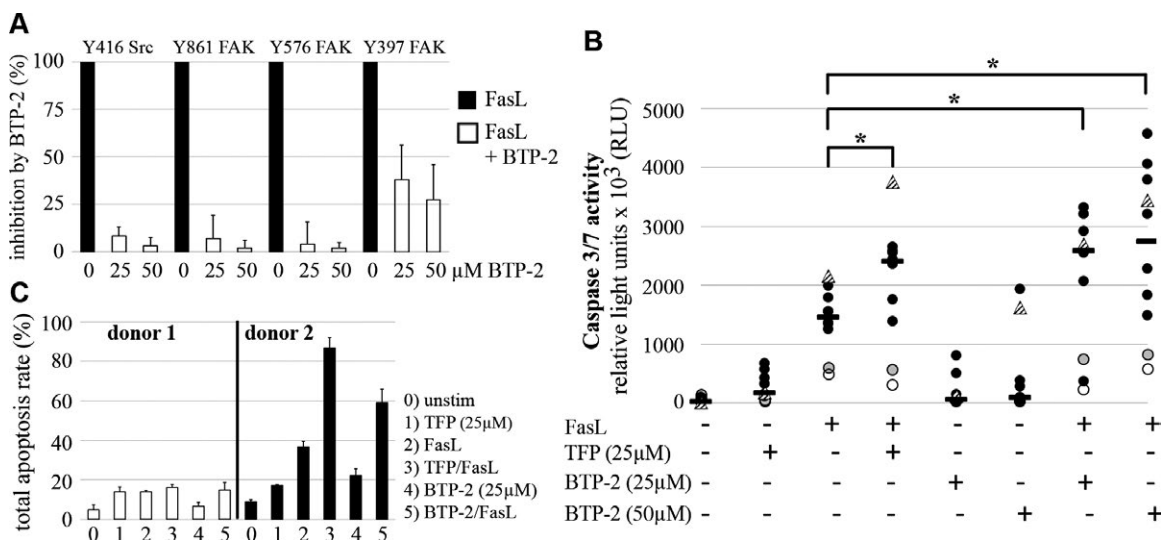 A
Y416 Src Y861 FAK Y576 FAK Y397 FAK
inhibition by BTP-2 (%)
100
75
50
25
0
FasL
FasL
+ BTP-2
0 25 50 0 25 50 0 25 50 0 25 50 μM BTP-2
B
*
*
*
Caspase 3/7 activity
relative light units x 10³ (RLU)
5000
4000
3000
2000
1000
0
FasL - - + + - - + +
TFP (25μM) - + - + - - - -
BTP-2 (25μM) - - - - + - + -
BTP-2 (50μM) - - - - - + - +
C
donor 1 donor 2
total apoptosis rate (%)
100
80
60
40
20
0
0 1 2 3 4 5 0 1 2 3 4 5
0) unstim
1) TFP (25μM)
2) FasL
3) TFP/FasL
4) BTP-2 (25μM)
5) BTP-2/FasL